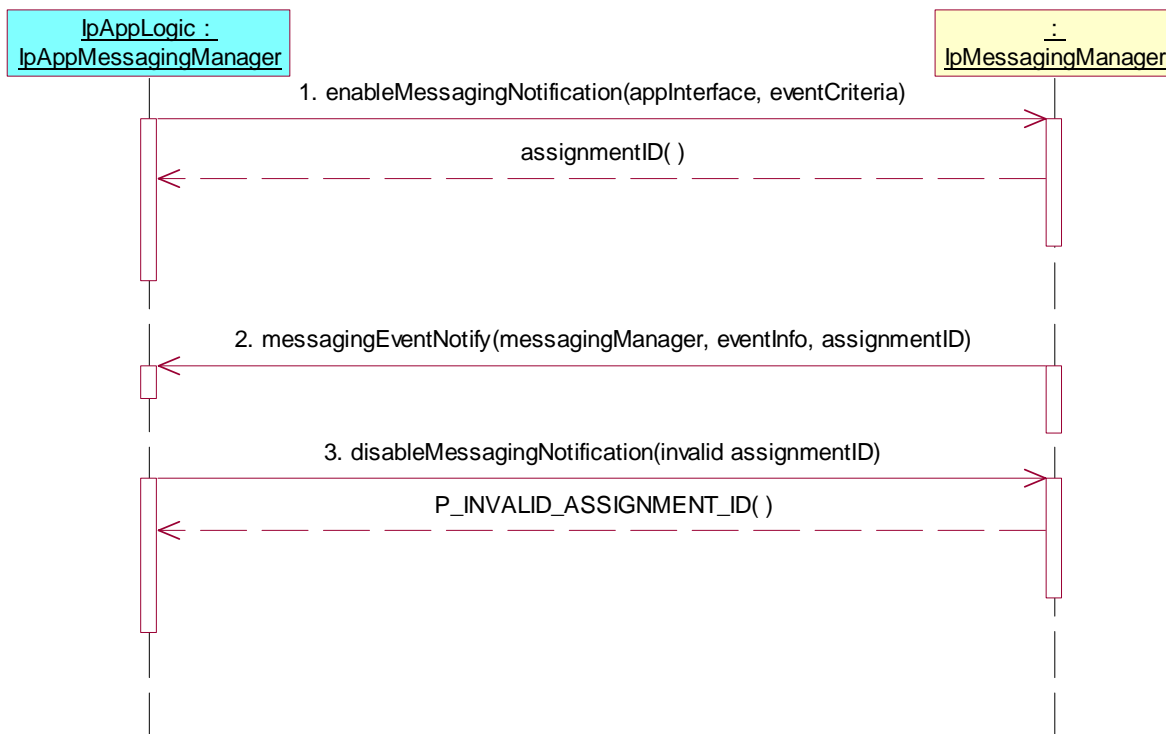 IpAppLogic :
IpAppMessagingManager
:
IpMessagingManager
1. enableMessagingNotification(appInterface, eventCriteria)
assignmentID( )
2. messagingEventNotify(messagingManager, eventInfo, assignmentID)
3. disableMessagingNotification(invalid assignmentID)
P_INVALID_ASSIGNMENT_ID( )